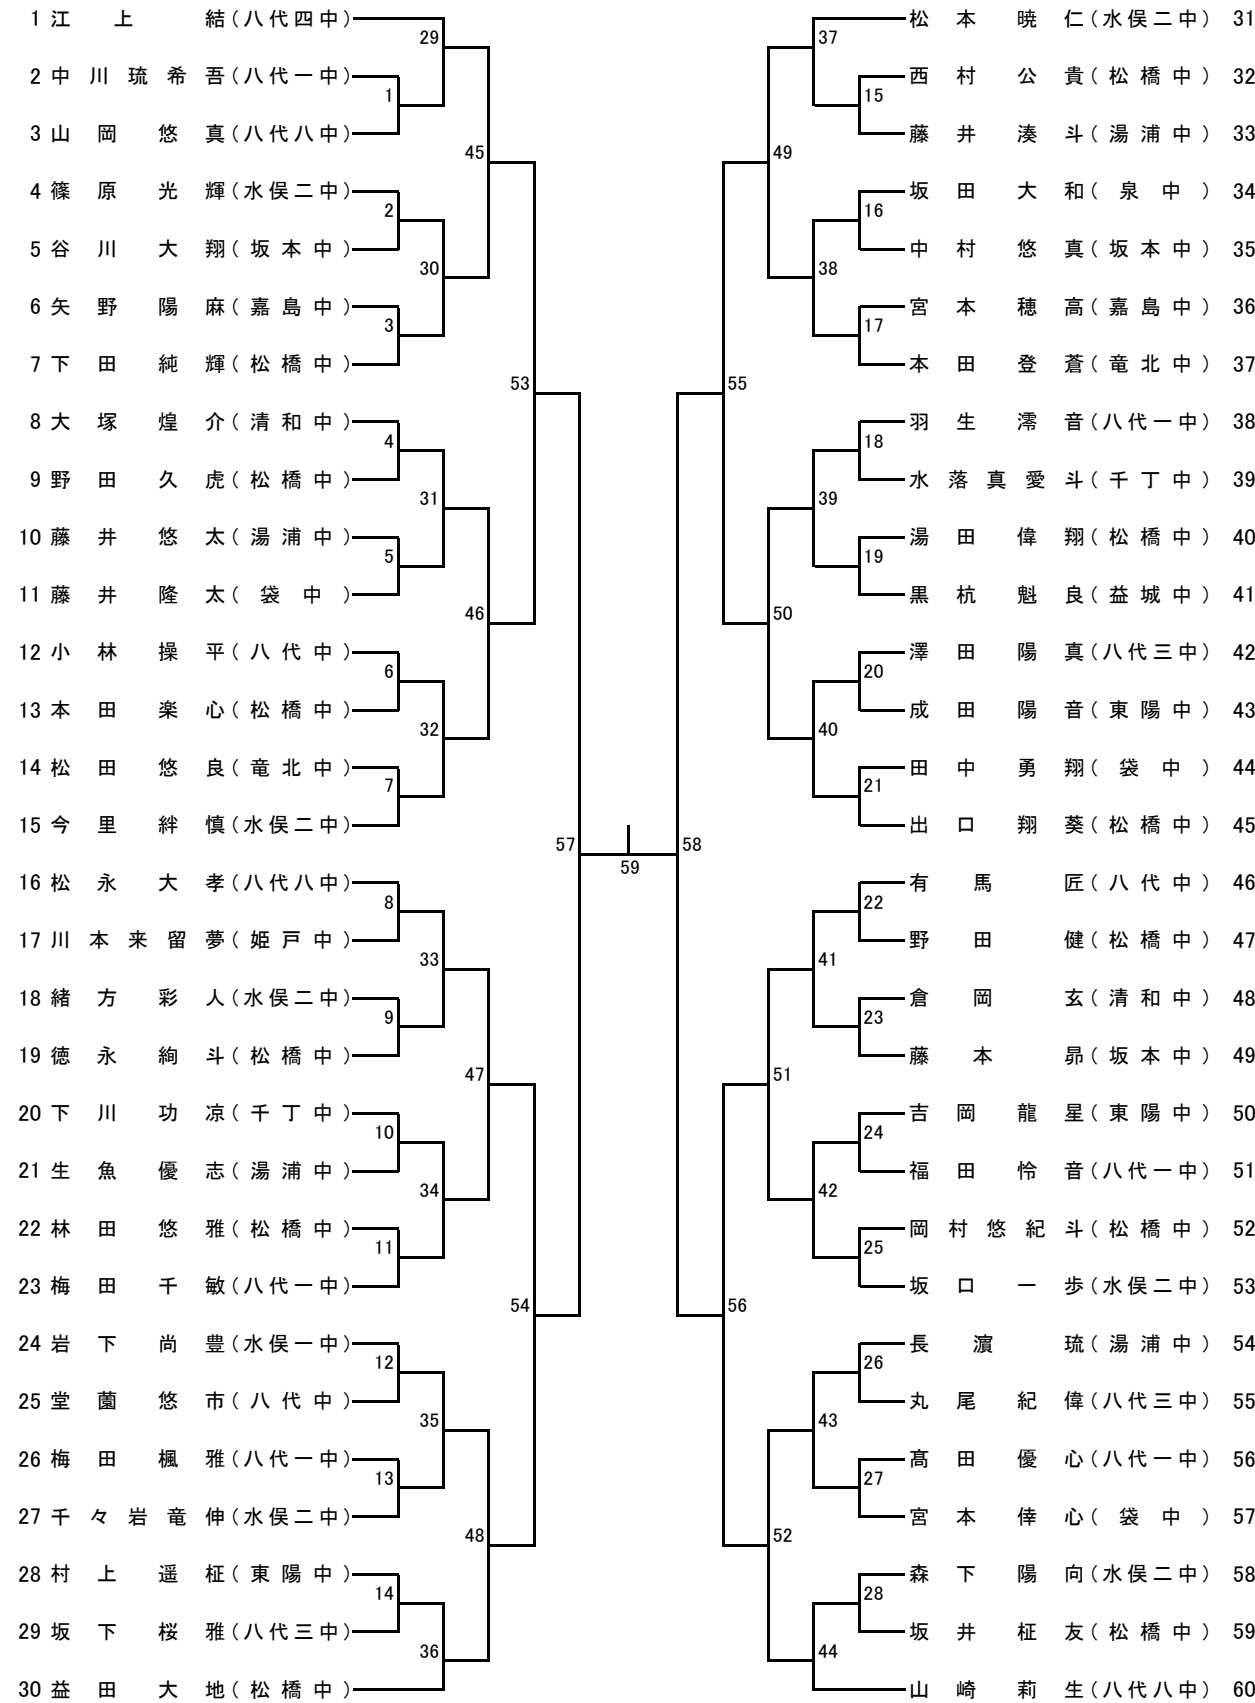 1 江上結(八代四中)
2 中川琉希吾(八代一中)
3 山岡悠真(八代八中)
4 篠原光輝(水俣二中)
5 谷川大翔(坂本中)
6 矢野陽麻(嘉島中)
7 下田純輝(松橋中)
8 大塚煌介(清和中)
9 野田久虎(松橋中)
10 藤井悠太(湯浦中)
11 藤井隆太(袋中)
12 小林操平(八代中)
13 本田楽心(松橋中)
14 松田悠良(竜北中)
15 今里絆慎(水俣二中)
16 松永大孝(八代八中)
17 川本来留夢(姫戸中)
18 緒方彩人(水俣二中)
19 徳永絢斗(松橋中)
20 下川功凉(千丁中)
21 生魚優志(湯浦中)
22 林田悠雅(松橋中)
23 梅田千敏(八代一中)
24 岩下尚豊(水俣一中)
25 堂薗悠市(八代中)
26 梅田楓雅(八代一中)
27 千々岩竜伸(水俣二中)
28 村上遥柾(東陽中)
29 坂下桜雅(八代三中)
30 益田大地(松橋中)
29
1
45
2
30
3
53
4
31
5
46
6
32
7
57
8
33
9
47
10
34
11
54
12
35
13
48
14
36
59
58
37
15
49
16
38
17
55
18
39
19
50
20
40
21
22
41
23
51
24
42
25
56
26
43
27
52
28
44
松本暁仁(水俣二中) 31
西村公貴(松橋中) 32
藤井湊斗(湯浦中) 33
坂田大和(泉中) 34
中村悠真(坂本中) 35
宮本穂高(嘉島中) 36
本田登蒼(竜北中) 37
羽生澪音(八代一中) 38
水落真愛斗(千丁中) 39
湯田偉翔(松橋中) 40
黒杭魁良(益城中) 41
澤田陽真(八代三中) 42
成田陽音(東陽中) 43
田中勇翔(袋中) 44
出口翔葵(松橋中) 45
有馬匠(八代中) 46
野田健(松橋中) 47
倉岡玄(清和中) 48
藤本昴(坂本中) 49
吉岡龍星(東陽中) 50
福田怜音(八代一中) 51
岡村悠紀斗(松橋中) 52
坂口一歩(水俣二中) 53
長濵琉(湯浦中) 54
丸尾紀偉(八代三中) 55
髙田優心(八代一中) 56
宮本倖心(袋中) 57
森下陽向(水俣二中) 58
坂井柾友(松橋中) 59
山崎莉生(八代八中) 60